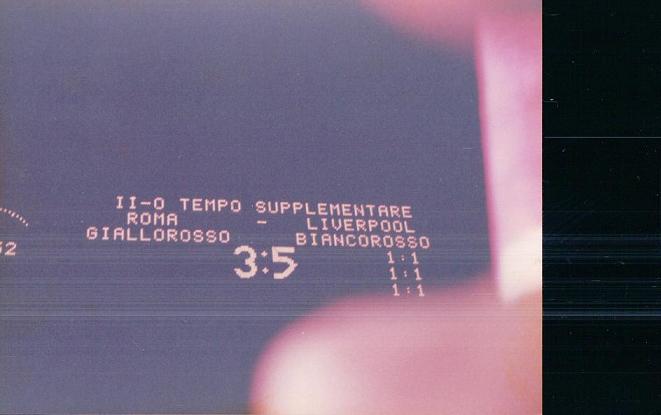 II-O TEMPO SUPPLEMENTARE
ROMA - LIVERPOOL
GIALLOROSSO BIANCOROSSO
3:5
1:1
1:1
1:1